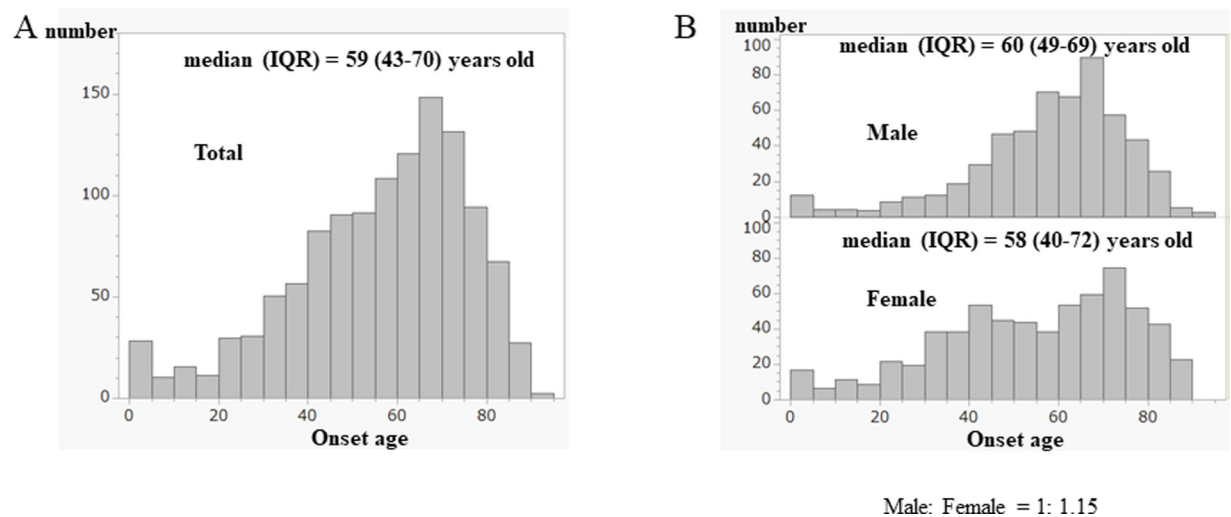 A number
median (IQR) = 59 (43-70) years old
Total
150
100
50
0
0 20 40 60 80
Onset age
B
number
median (IQR) = 60 (49-69) years old
Male
100
80
60
40
20
0
median (IQR) = 58 (40-72) years old
Female
100
80
60
40
20
0
0 20 40 60 80
Onset age
Male: Female = 1: 1.15